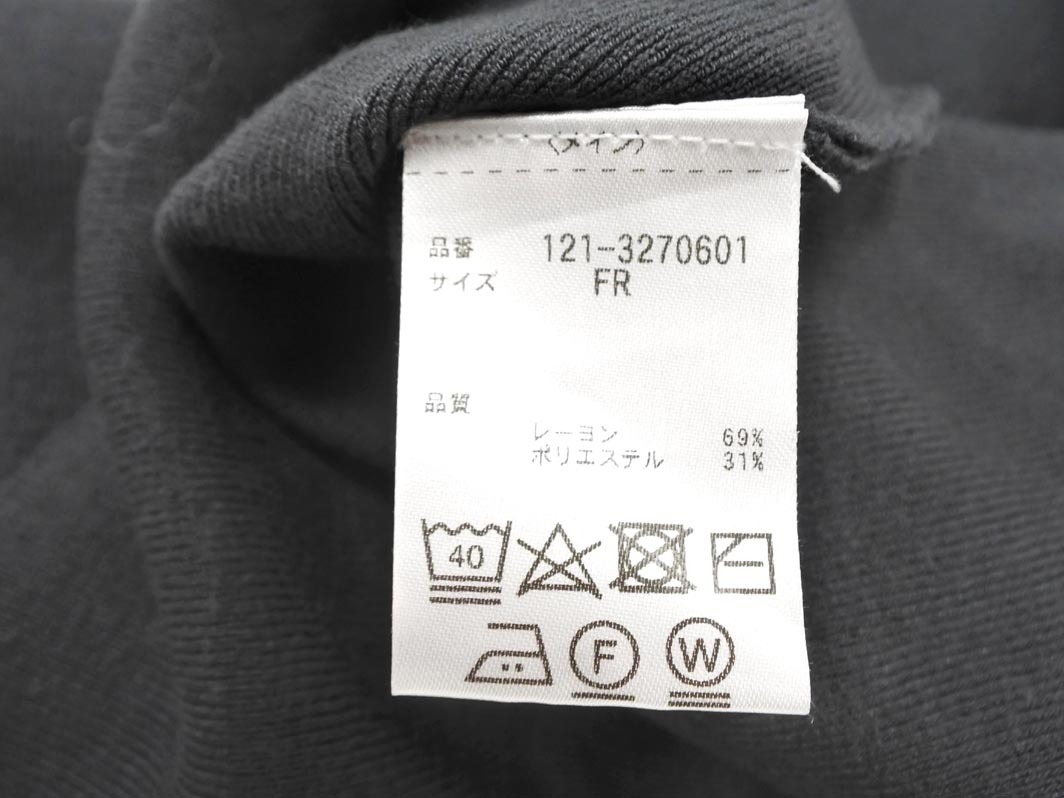 〈メイン〉
品番 121-3270601
サイズ FR
品質
レーヨン 69%
ポリエステル 31%
40
F W